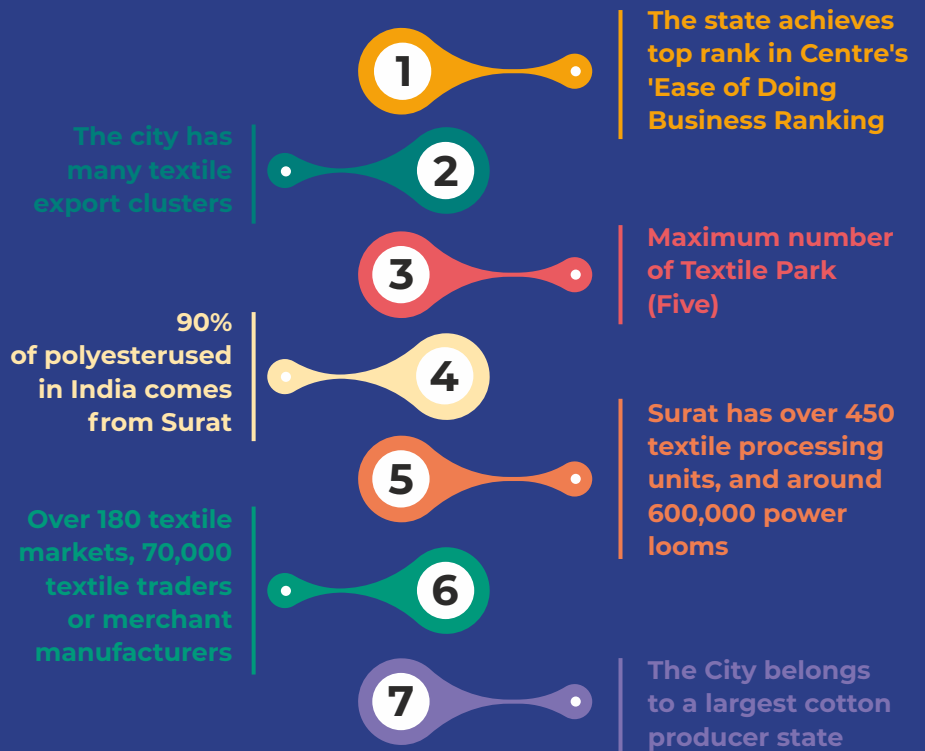 1
The state achieves
top rank in Centre's
'Ease of Doing
Business Ranking
The city has
many textile
export clusters
2
3
Maximum number
of Textile Park
(Five)
90%
of polyesterused
in India comes
from Surat
4
5
Surat has over 450
textile processing
units, and around
600,000 power
looms
Over 180 textile
markets, 70,000
textile traders
or merchant
manufacturers
6
7
The City belongs
to a largest cotton
producer state